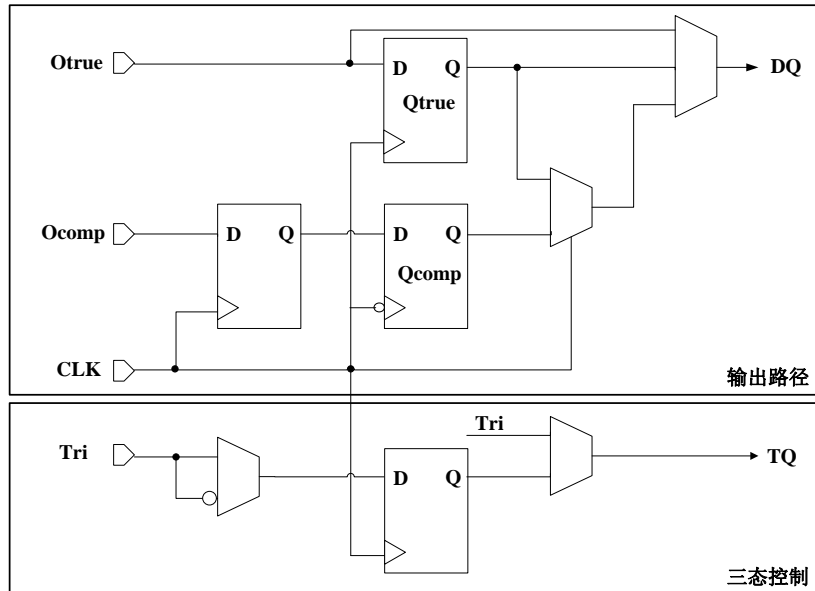 Otrue
D Q
Qtrue
DQ
Ocomp
D Q
D Q
Qcomp
CLK
输出路径
Tri
Tri
D Q
TQ
三态控制